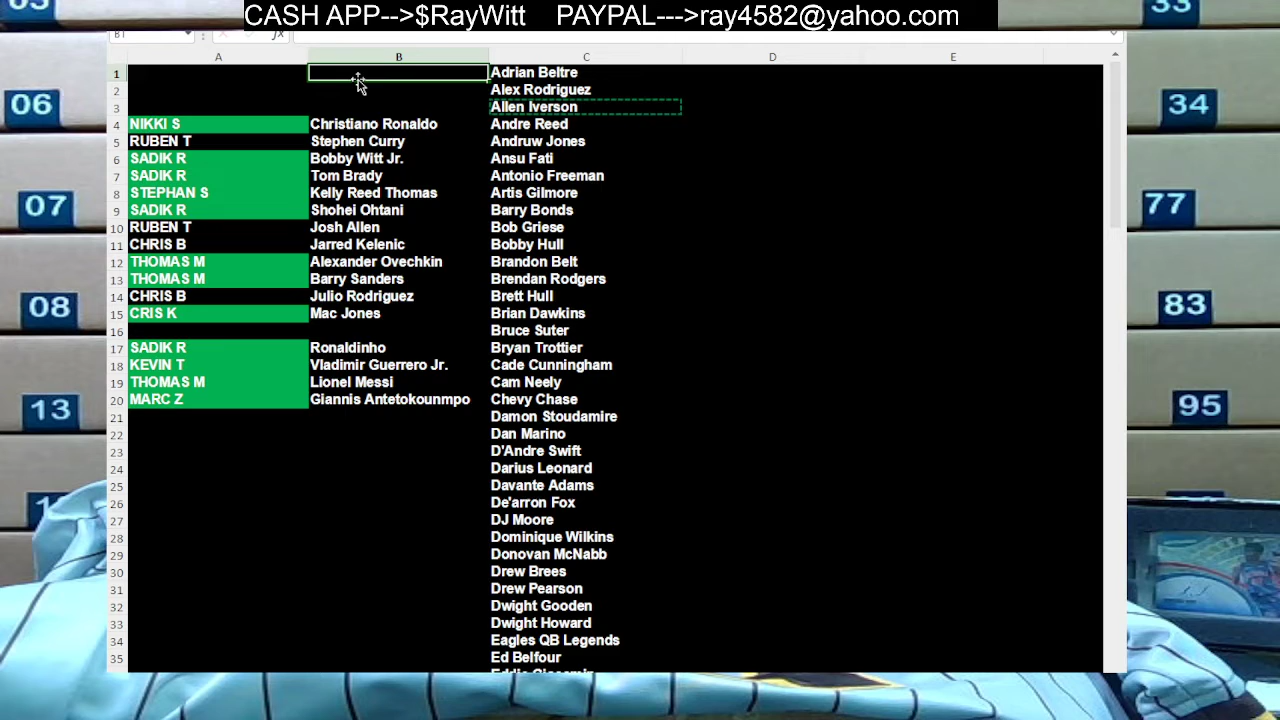 CASH APP-->$RayWitt PAYPAL--->ray4582@yahoo.com
33
B1 fx
A B C D E
1 Adrian Beltre
2 Alex Rodriguez
3 Allen Iverson
4 NIKKI S Christiano Ronaldo Andre Reed
5 RUBEN T Stephen Curry Andruw Jones
6 SADIK R Bobby Witt Jr. Ansu Fati
7 SADIK R Tom Brady Antonio Freeman
8 STEPHAN S Kelly Reed Thomas Artis Gilmore
9 SADIK R Shohei Ohtani Barry Bonds
10 RUBEN T Josh Allen Bob Griese
11 CHRIS B Jarred Kelenic Bobby Hull
12 THOMAS M Alexander Ovechkin Brandon Belt
13 THOMAS M Barry Sanders Brendan Rodgers
14 CHRIS B Julio Rodriguez Brett Hull
15 CRIS K Mac Jones Brian Dawkins
16 Bruce Suter
17 SADIK R Ronaldinho Bryan Trottier
18 KEVIN T Vladimir Guerrero Jr. Cade Cunningham
19 THOMAS M Lionel Messi Cam Neely
20 MARC Z Giannis Antetokounmpo Chevy Chase
21 Damon Stoudamire
22 Dan Marino
23 D'Andre Swift
24 Darius Leonard
25 Davante Adams
26 De'arron Fox
27 DJ Moore
28 Dominique Wilkins
29 Donovan McNabb
30 Drew Brees
31 Drew Pearson
32 Dwight Gooden
33 Dwight Howard
34 Eagles QB Legends
35 Ed Belfour
06
07
08
13
34
77
83
95